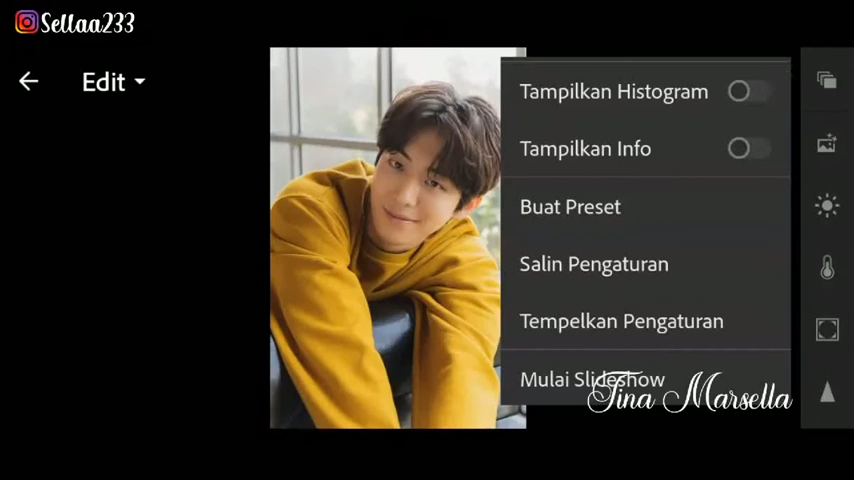 Sellaa233
Edit
Tampilkan Histogram
Tampilkan Info
Buat Preset
Salin Pengaturan
Tempelkan Pengaturan
Mulai Slideshow
Tina Marsella